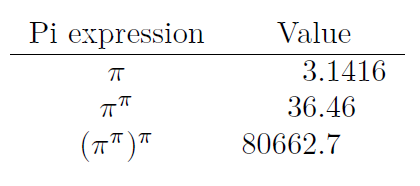 Pi expression Value
π 3.1416
π^π 36.46
(π^π)^π 80662.7